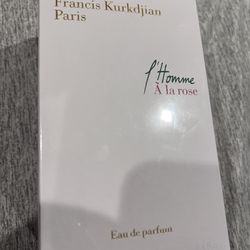 Francis Kurkdjian
Paris
l'Homme
À la rose
Eau de parfum